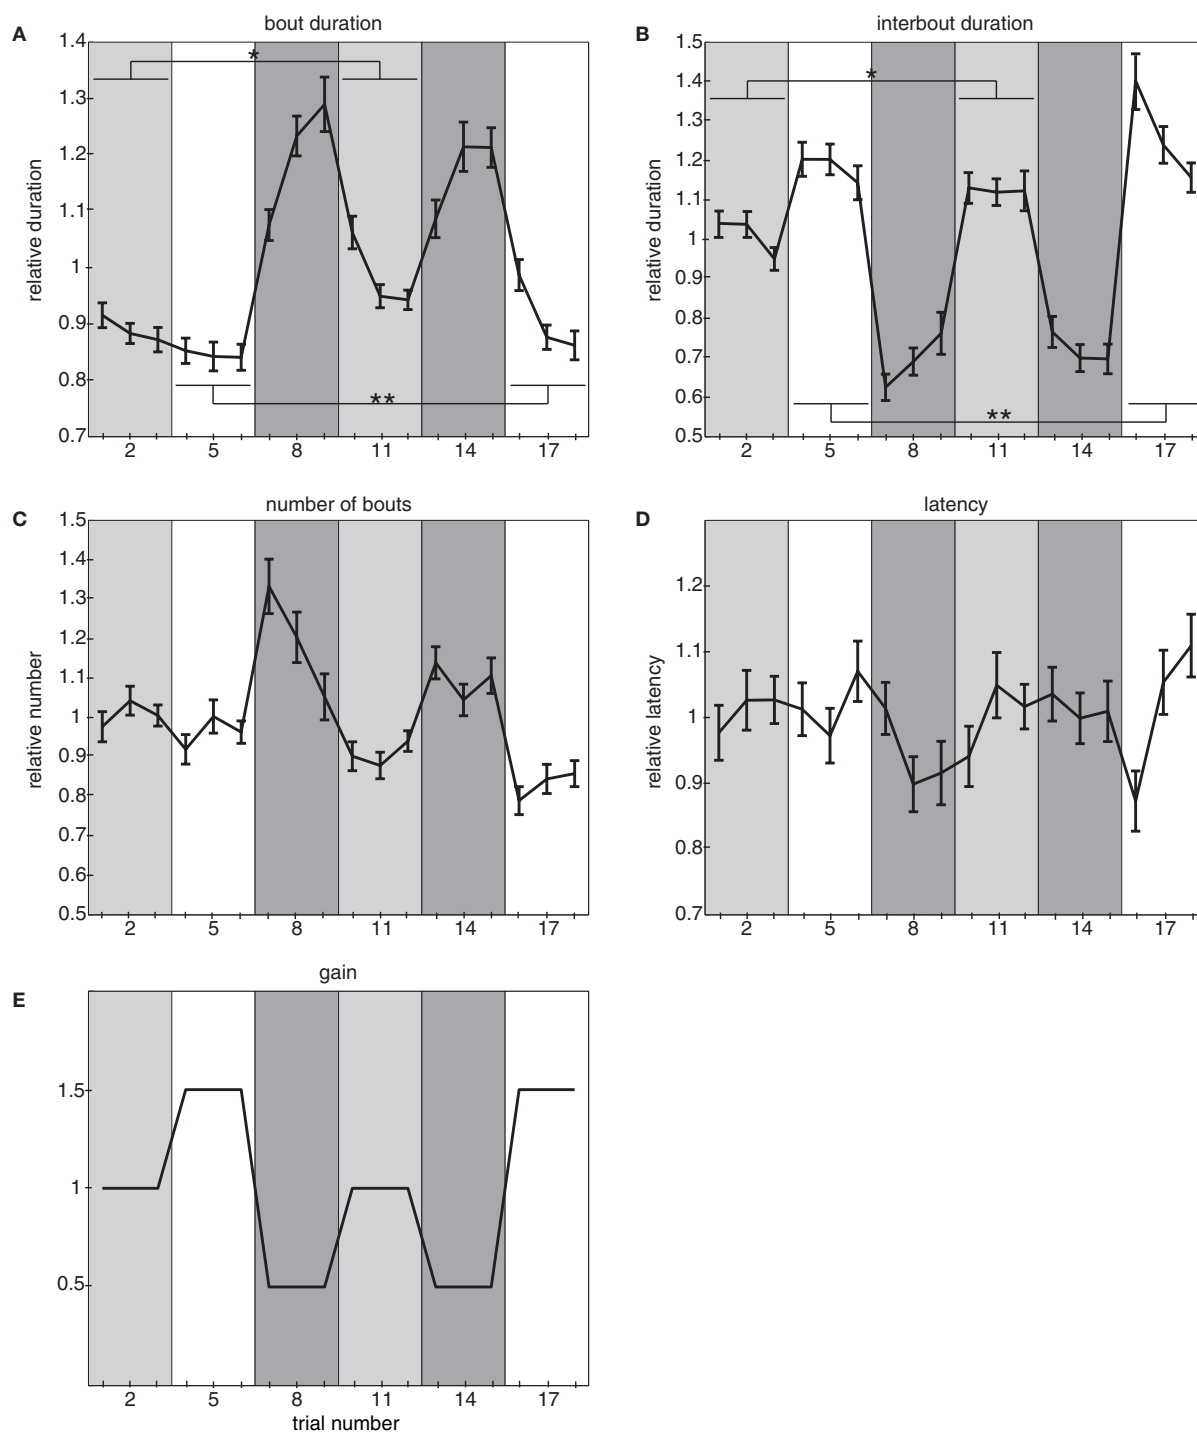 A
bout duration
1.4
1.3
1.2
1.1
1
0.9
0.8
0.7
relative duration
*
**
2 5 8 11 14 17
B
interbout duration
1.5
1.4
1.3
1.2
1.1
1
0.9
0.8
0.7
0.6
0.5
relative duration
*
**
2 5 8 11 14 17
C
number of bouts
1.5
1.4
1.3
1.2
1.1
1
0.9
0.8
0.7
0.6
0.5
relative number
2 5 8 11 14 17
D
latency
1.2
1.1
1
0.9
0.8
0.7
relative latency
2 5 8 11 14 17
E
gain
1.5
1
0.5
2 5 8 11 14 17
trial number